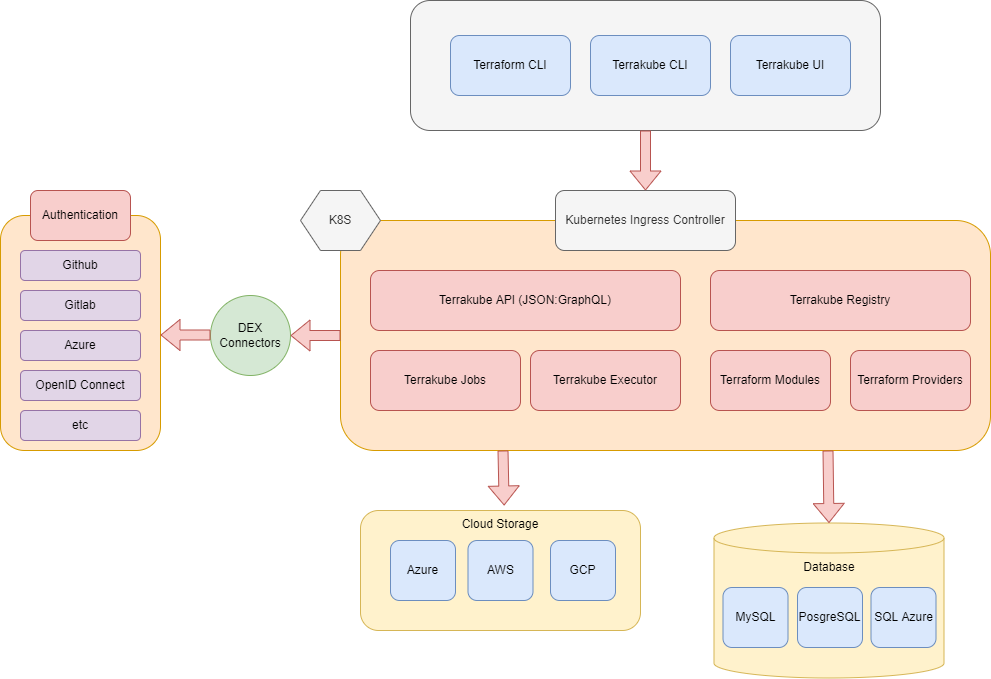 Terraform CLI
Terrakube CLI
Terrakube UI
Authentication
K8S
Kubernetes Ingress Controller
Github
Gitlab
Azure
OpenID Connect
etc
DEX
Connectors
Terrakube API (JSON:GraphQL)
Terrakube Registry
Terrakube Jobs
Terrakube Executor
Terraform Modules
Terraform Providers
Cloud Storage
Azure
AWS
GCP
Database
MySQL
PosgreSQL
SQL Azure